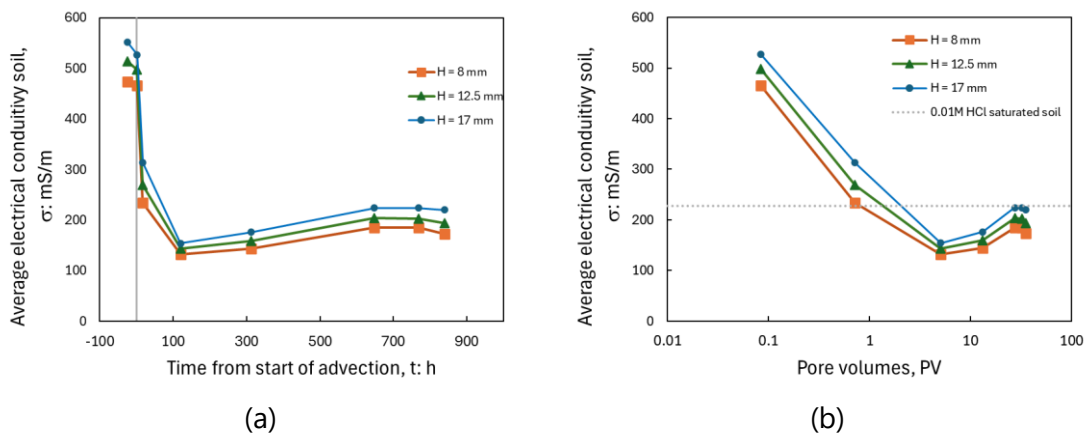 600
500
400
300
200
100
0
-100
100
300
500
700
900
Average electrical conduitivy soil,
σ: mS/m
H = 8 mm
H = 12.5 mm
H = 17 mm
Time from start of advection, t: h
(a)
600
500
400
300
200
100
0
0.01
0.1
1
10
100
Average electrical conduitivy soil,
σ: mS/m
H = 8 mm
H = 12.5 mm
H = 17 mm
0.01M HCl saturated soil
Pore volumes, PV
(b)